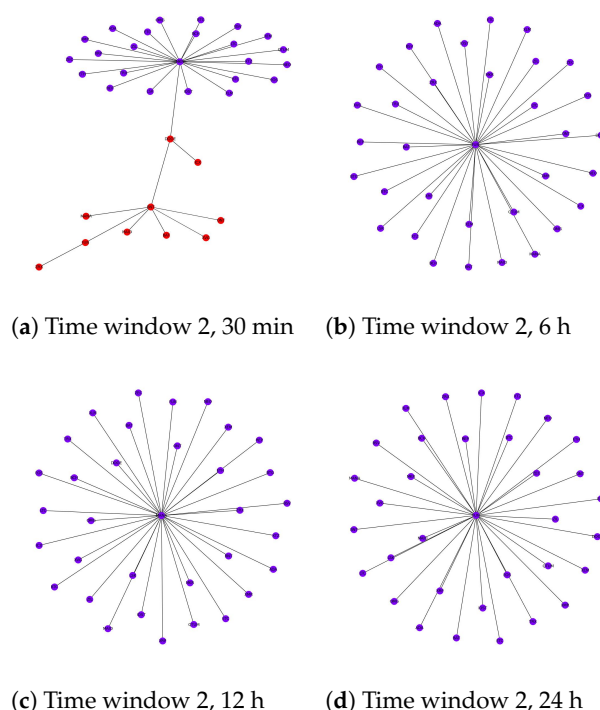 (a) Time window 2, 30 min
(b) Time window 2, 6 h
(c) Time window 2, 12 h
(d) Time window 2, 24 h